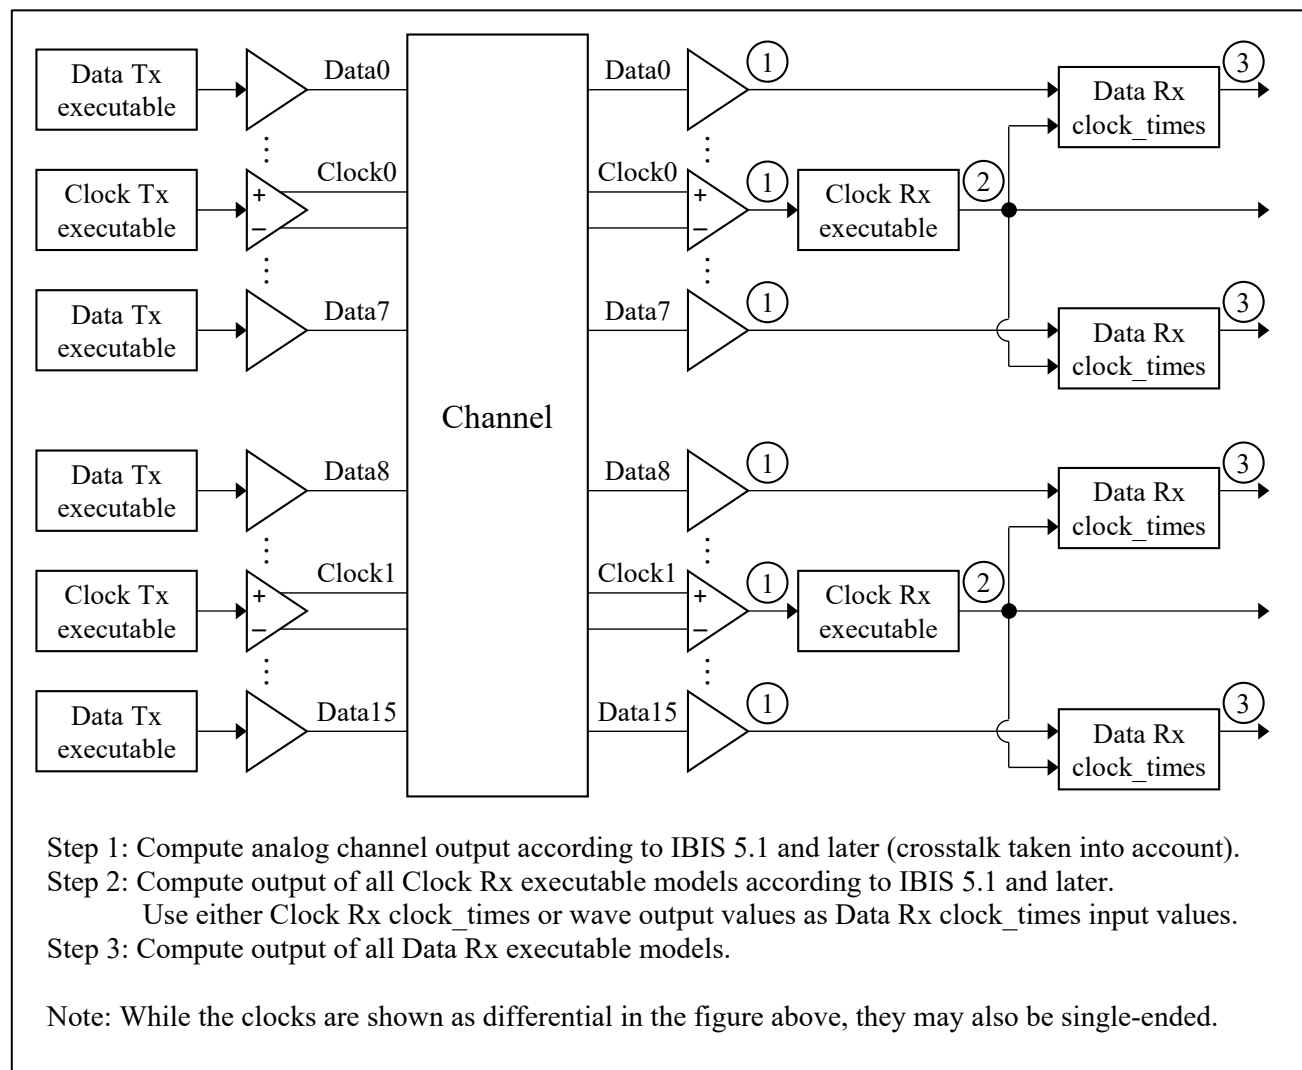 Data Tx
executable
Data0
Data0
1
Data Rx
clock_times
3
Clock Tx
executable
+
−
Clock0
Clock0
+
−
1
Clock Rx
executable
2
Data Tx
executable
Data7
Data7
1
Data Rx
clock_times
3
Channel
Data Tx
executable
Data8
Data8
1
Data Rx
clock_times
3
Clock Tx
executable
+
−
Clock1
Clock1
+
−
1
Clock Rx
executable
2
Data Tx
executable
Data15
Data15
1
Data Rx
clock_times
3
Step 1: Compute analog channel output according to IBIS 5.1 and later (crosstalk taken into account).
Step 2: Compute output of all Clock Rx executable models according to IBIS 5.1 and later.
Use either Clock Rx clock_times or wave output values as Data Rx clock_times input values.
Step 3: Compute output of all Data Rx executable models.
Note: While the clocks are shown as differential in the figure above, they may also be single-ended.